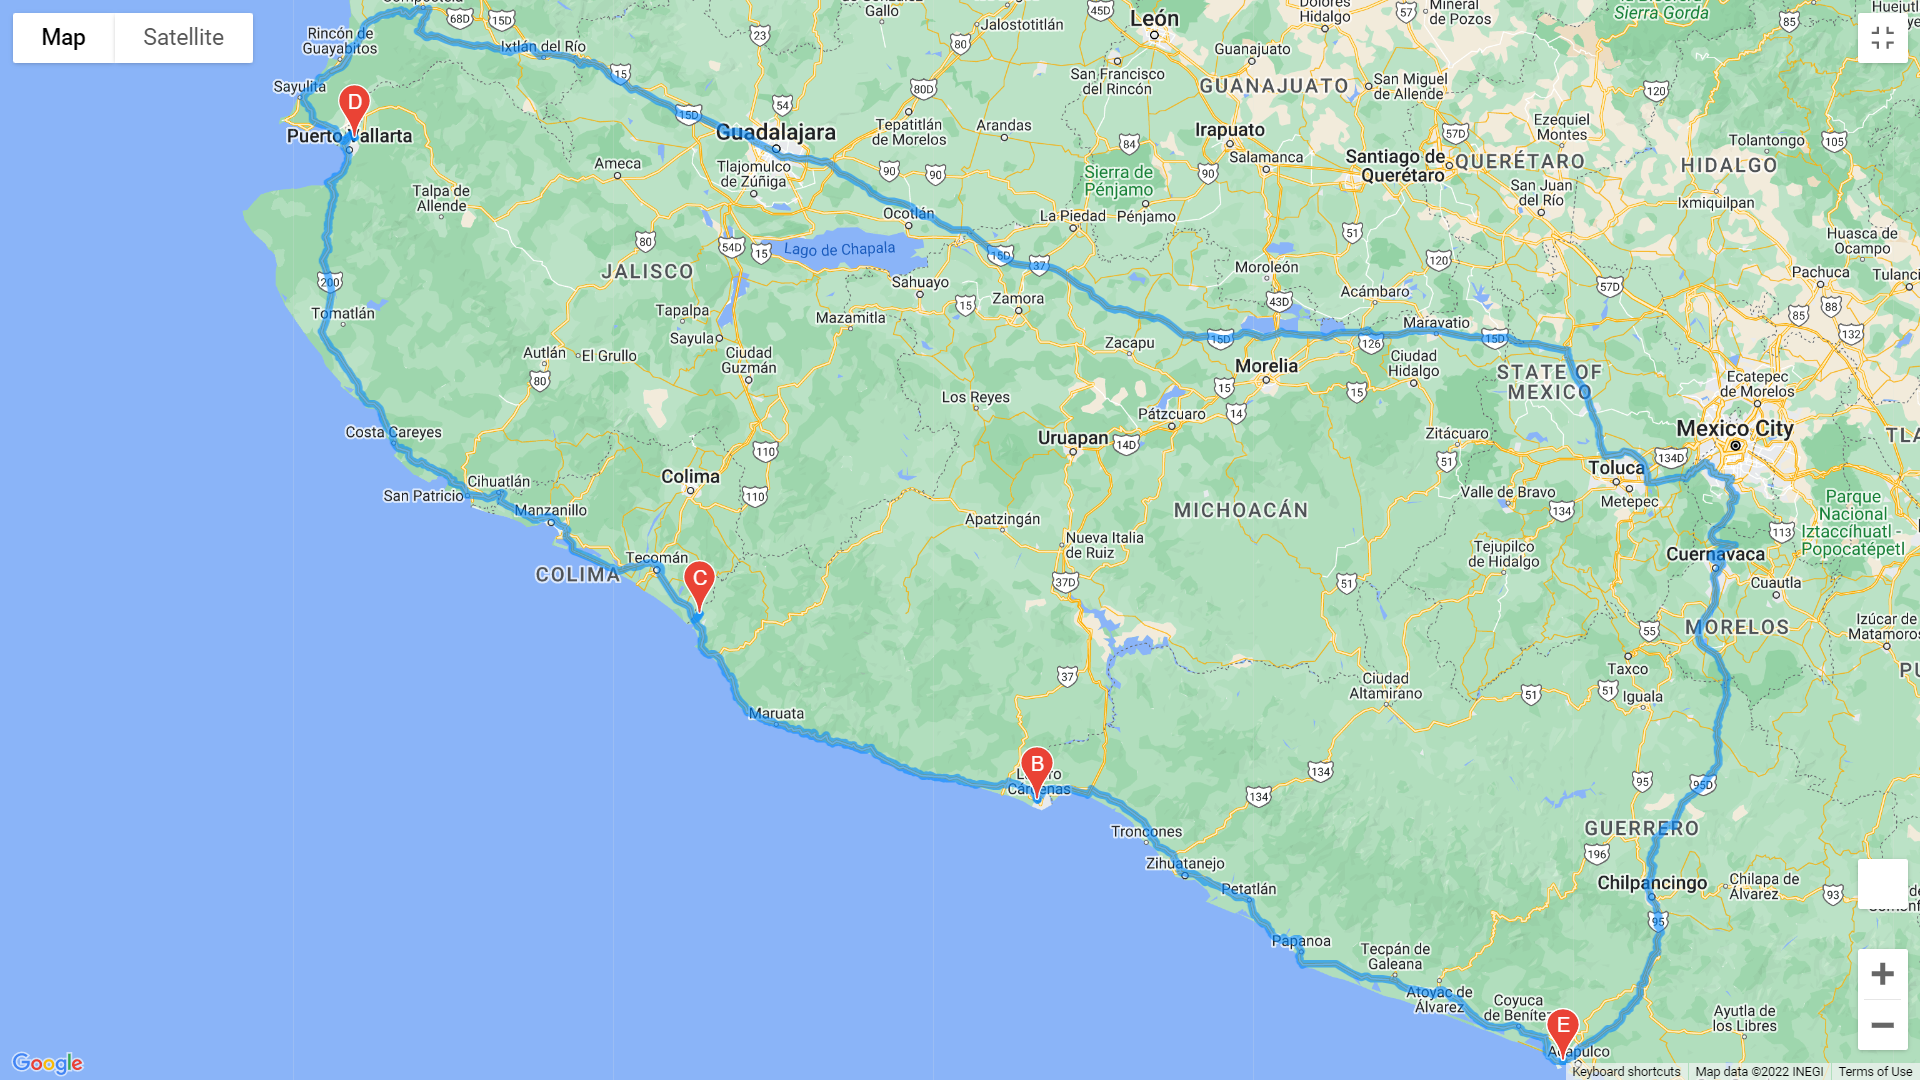 Map
Satellite
68D
15D
Gallo
Jalostotitlán
45D
León
Dolores
Hidalgo
57
Mineral
de Pozos
Sierra Gorda
85
Rincón de
Guayabitos
Ixtlán del Río
23
80
Guanajuato
San Francisco
del Rincón
GUANAJUATO
San Miguel
de Allende
15
Sayulita
D
15D
54
80D
120
Puerto Vallarta
Guadalajara
Tepatitlán
de Morelos
Arandas
84
Irapuato
Ezequiel
Montes
57D
Tolantongo
105
Ameca
Tlajomulco
de Zúñiga
90
90
Sierra de
Pénjamo
90
Salamanca
Santiago de
Querétaro
QUERÉTARO
HIDALGO
Talpa de
Allende
Ocotlán
La Piedad
Pénjamo
San Juan
del Río
Ixmiquilpan
80
54D
15
Lago de Chapala
15D
37
51
120
Huasca de
Ocampo
JALISCO
Sahuayo
Moroleón
Pachuca
200
Tomatlán
Tapalpa
Mazamitla
15
Zamora
43D
Acámbaro
57D
88
85
132
Sayula
Zacapu
15D
126
Maravatio
15D
Autlán
El Grullo
Ciudad
Guzmán
Morelia
Ciudad
Hidalgo
STATE OF
MEXICO
Ecatepec
de Morelos
80
Los Reyes
15
14
15
Pátzcuaro
Costa Careyes
110
Uruapan
14D
Zitácuaro
Mexico City
51
134D
Toluca
Colima
110
Cihuatlán
San Patricio
Manzanillo
Apatzingán
MICHOACÁN
Valle de Bravo
134
Metepec
Parque
Nacional
Iztaccíhuatl -
Popocatépetl
Nueva Italia
de Ruiz
113
Tecomán
COLIMA
C
37D
51
Tejupilco
de Hidalgo
Cuernavaca
Cuautla
55
MORELOS
Izúcar de
Matamoros
37
Taxco
Ciudad
Altamirano
51
51
Iguala
Maruata
B
Lázaro
Cárdenas
134
134
95
95D
Troncones
GUERRERO
Zihuatanejo
196
Petatlán
Chilpancingo
Chilapa de
Álvarez
93
95
Papanoa
Tecpán de
Galeana
Atoyac de
Álvarez
Coyuca
de Benítez
E
Acapulco
Ayutla de
los Libres
Google
Keyboard shortcuts
Map data ©2022 INEGI
Terms of Use